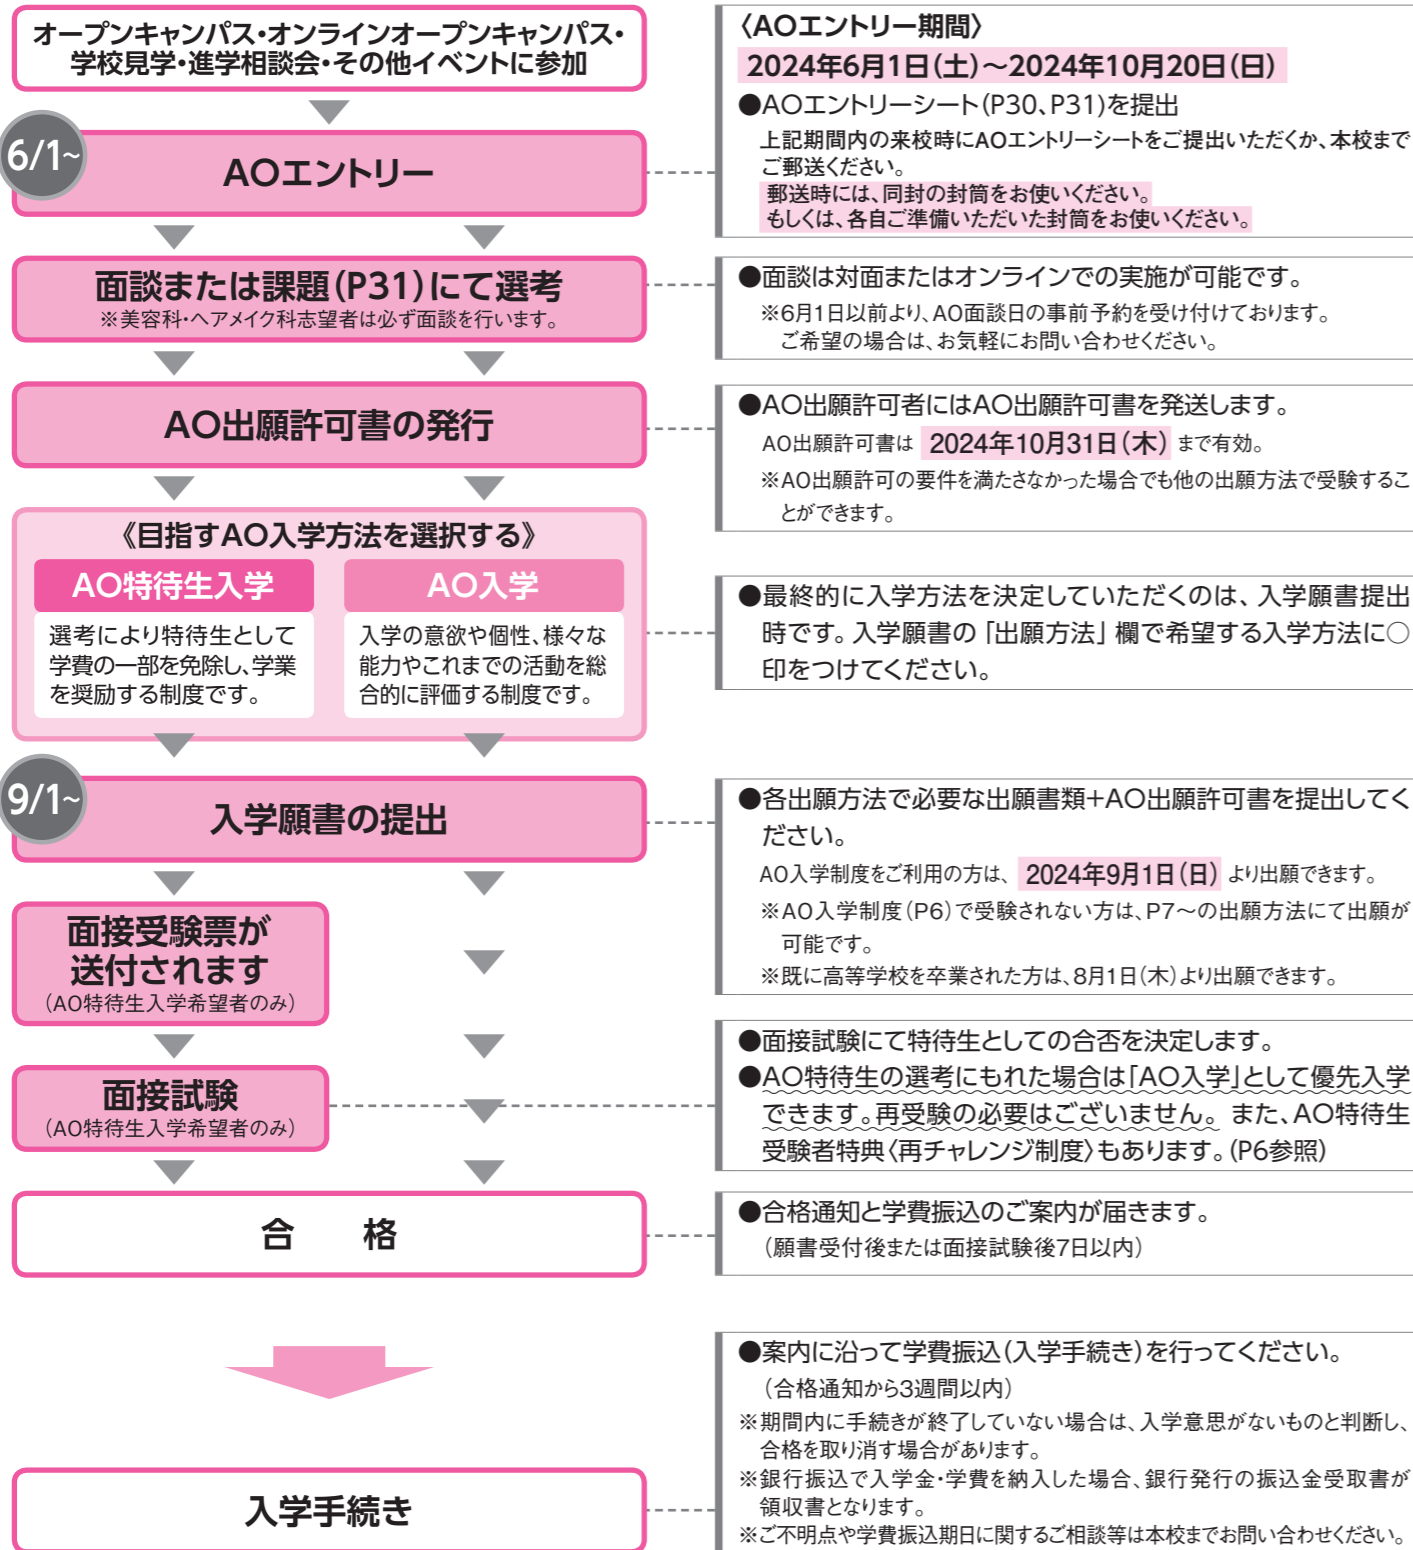 オープンキャンパス・オンラインオープンキャンパス・
学校見学・進学相談会・その他イベントに参加
6/1~
AOエントリー
〈AOエントリー期間〉
2024年6月1日(土)～2024年10月20日(日)
●AOエントリーシート(P30、P31)を提出
上記期間内の来校時にAOエントリーシートをご提出いただくか、本校まで
ご郵送ください。
郵送時には、同封の封筒をお使いください。
もしくは、各自ご準備いただいた封筒をお使いください。
面談または課題(P31)にて選考
※美容科・ヘアメイク科志望者は必ず面談を行います。
●面談は対面またはオンラインでの実施が可能です。
※6月1日以前より、AO面談日の事前予約を受け付けております。
ご希望の場合は、お気軽にお問い合わせください。
AO出願許可書の発行
●AO出願許可者にはAO出願許可書を発送します。
AO出願許可書は 2024年10月31日(木) まで有効。
※AO出願許可の要件を満たさなかった場合でも他の出願方法で受験するこ
とができます。
《目指すAO入学方法を選択する》
AO特待生入学
選考により特待生として
学費の一部を免除し、学業
を奨励する制度です。
AO入学
入学の意欲や個性、様々な
能力やこれまでの活動を総
合的に評価する制度です。
●最終的に入学方法を決定していただくのは、入学願書提出
時です。入学願書の「出願方法」欄で希望する入学方法に○
印をつけてください。
9/1~
入学願書の提出
●各出願方法で必要な出願書類+AO出願許可書を提出してく
ださい。
AO入学制度をご利用の方は、 2024年9月1日(日) より出願できます。
※AO入学制度(P6)で受験されない方は、P7～の出願方法にて出願が
可能です。
※既に高等学校を卒業された方は、8月1日(木)より出願できます。
面接受験票が
送付されます
(AO特待生入学希望者のみ)
面接試験
(AO特待生入学希望者のみ)
●面接試験にて特待生としての合否を決定します。
●AO特待生の選考にもれた場合は「AO入学」として優先入学
できます。再受験の必要はございません。また、AO特待生
受験者特典〈再チャレンジ制度〉もあります。(P6参照)
合　格
●合格通知と学費振込のご案内が届きます。
(願書受付後または面接試験後7日以内)
入学手続き
●案内に沿って学費振込(入学手続き)を行ってください。
(合格通知から3週間以内)
※期間内に手続きが終了していない場合は、入学意思がないものと判断し、
合格を取り消す場合があります。
※銀行振込で入学金・学費を納入した場合、銀行発行の振込金受取書が
領収書となります。
※ご不明点や学費振込期日に関するご相談等は本校までお問い合わせください。